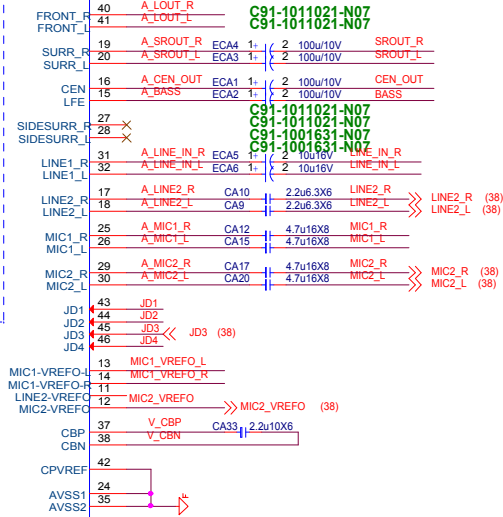 40 A_LOUT_R
FRONT_R C91-1011021-N07
41 A_LOUT_L
FRONT_L C91-1011021-N07
19 A_SROUT_R ECA4 1+ 2 100u/10V SROUT_R
SURR_R
20 A_SROUT_L ECA3 1+ 2 100u/10V SROUT_L
SURR_L
16 A_CEN_OUT ECA1 1+ 2 100u/10V CEN_OUT
CEN
15 A_BASS ECA2 1+ 2 100u/10V BASS
LFE
C91-1011021-N07
27 C91-1011021-N07
SIDESURR_R
28 C91-1001631-N07
SIDESURR_L C91-1001631-N07
31 A_LINE_IN_R ECA5 1+ 2 10u16V LINE_IN_R
LINE1_R
32 A_LINE_IN_L ECA6 1+ 2 10u16V LINE_IN_L
LINE1_L
17 A_LINE2_R CA10 2.2u6.3X6 LINE2_R
LINE2_R LINE2_R (38)
18 A_LINE2_L CA9 2.2u6.3X6 LINE2_L
LINE2_L LINE2_L (38)
25 A_MIC1_R CA12 4.7u16X8 MIC1_R
MIC1_R
26 A_MIC1_L CA15 4.7u16X8 MIC1_L
MIC1_L
29 A_MIC2_R CA17 4.7u16X8 MIC2_R
MIC2_R MIC2_R (38)
30 A_MIC2_L CA20 4.7u16X8 MIC2_L
MIC2_L MIC2_L (38)
43 JD1
JD1
44 JD2
JD2
45 JD3
JD3 JD3 (38)
46 JD4
JD4
13 MIC1_VREFO_L
MIC1-VREFO-L
14 MIC1_VREFO_R
MIC1-VREFO-R
11
LINE2-VREFO
12 MIC2_VREFO
MIC2-VREFO MIC2_VREFO (38)
37 V_CBP CA33 2.2u10X6
CBP
38 V_CBN
CBN
42
CPVREF
24
AVSS1
35
AVSS2